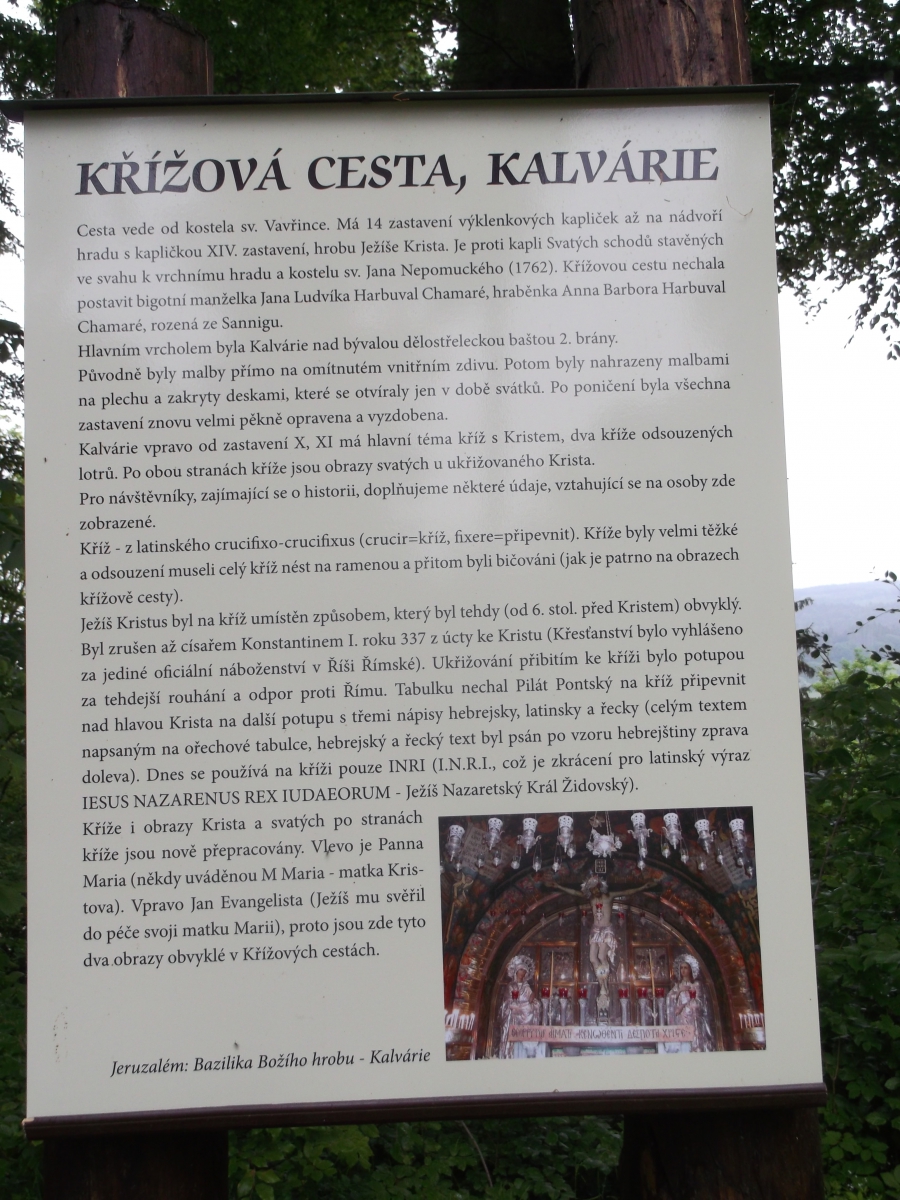 KŘÍŽOVÁ CESTA, KALVÁRIE
Cesta vede od kostela sv. Vavřince. Má 14 zastavení výklenkových kapliček až na nádvoří
hradu s kapličkou XIV. zastavení, hrobu Ježíše Krista. Je proti kapli Svatých schodů stavěných
ve svahu k vrchnímu hradu a kostelu sv. Jana Nepomuckého (1762). Křížovou cestu nechala
postavit bigotní manželka Jana Ludvíka Harbuval Chamaré, hraběnka Anna Barbora Harbuval
Chamaré, rozená ze Sannigu.
Hlavním vrcholem byla Kalvárie nad bývalou dělostřeleckou baštou 2. brány.
Původně byly malby přímo na omítnutém vnitřním zdivu. Potom byly nahrazeny malbami
na plechu a zakryty deskami, které se otvíraly jen v době svátků. Po poničení byla všechna
zastavení znovu velmi pěkně opravena a vyzdobena.
Kalvárie vpravo od zastavení X, XI má hlavní téma kříž s Kristem, dva kříže odsouzených
lotrů. Po obou stranách kříže jsou obrazy svatých u ukřižovaného Krista.
Pro návštěvníky, zajímající se o historii, doplňujeme některé údaje, vztahující se na osoby zde
zobrazené.
Kříž - z latinského crucifixo-crucifixus (crucir=kříž, fixere=připevnit). Kříže byly velmi těžké
a odsouzení museli celý kříž nést na ramenou a přitom byli bičováni (jak je patrno na obrazech
křížově cesty).
Ježíš Kristus byl na kříž umístěn způsobem, který byl tehdy (od 6. stol. před Kristem) obvyklý.
Byl zrušen až císařem Konstantinem I. roku 337 z úcty ke Kristu (Křesťanství bylo vyhlášeno
za jediné oficiální náboženství v Říši Římské). Ukřižování přibitím ke kříži bylo potupou
za tehdejší rouhání a odpor proti Římu. Tabulku nechal Pilát Pontský na kříž připevnit
nad hlavou Krista na další potupu s třemi nápisy hebrejsky, latinsky a řecky (celým textem
napsaným na ořechové tabulce, hebrejský a řecký text byl psán po vzoru hebrejštiny zprava
doleva). Dnes se používá na kříži pouze INRI (I.N.R.I., což je zkrácení pro latinský výraz
IESUS NAZARENUS REX IUDAEORUM - Ježíš Nazaretský Král Židovský).
Kříže i obrazy Krista a svatých po stranách
kříže jsou nově přepracovány. Vlevo je Panna
Maria (někdy uváděnou M Maria - matka Kris-
tova). Vpravo Jan Evangelista (Ježíš mu svěřil
do péče svoji matku Marii), proto jsou zde tyto
dva obrazy obvyklé v Křížových cestách.
Jeruzalém: Bazilika Božího hrobu - Kalvárie